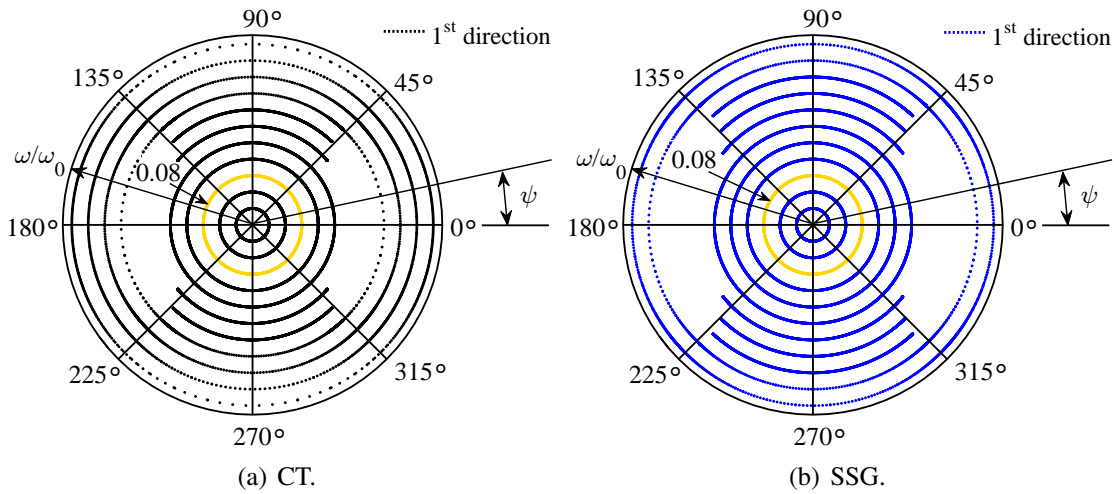 90°
1st direction
135°
45°
ω/ω0
0.08
ψ
180°
0°
225°
315°
270°
(a) CT.
90°
1st direction
135°
45°
ω/ω0
0.08
ψ
180°
0°
225°
315°
270°
(b) SSG.